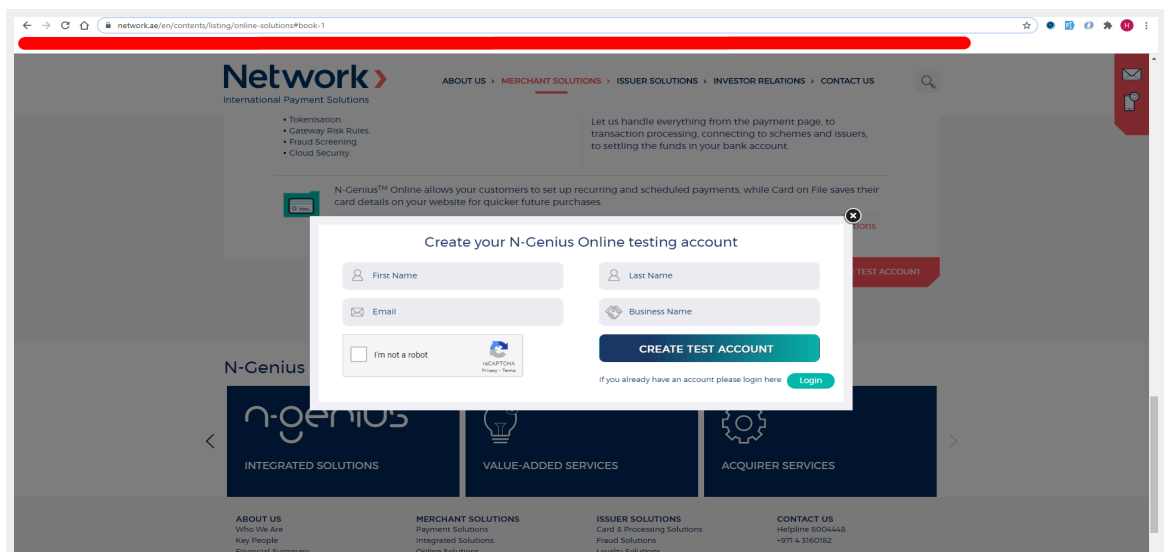 network.ae/en/contents/listing/online-solutions#book-1
H
Network
International Payment Solutions
ABOUT US › MERCHANT SOLUTIONS › ISSUER SOLUTIONS › INVESTOR RELATIONS › CONTACT US
• Tokenisation.
• Gateway Risk Rules.
• Fraud Screening.
• Cloud Security.
Let us handle everything from the payment page, to
transaction processing, connecting to schemes and issuers,
to settling the funds in your bank account.
N-Genius™ Online allows your customers to set up recurring and scheduled payments, while Card on File saves their
card details on your website for quicker future purchases.
tions.
Create your N-Genius Online testing account
First Name
Last Name
Email
Business Name
I'm not a robot
reCAPTCHA
Privacy - Terms
CREATE TEST ACCOUNT
If you already have an account please login here
Login
TEST ACCOUNT
N-Genius
n-genius
INTEGRATED SOLUTIONS
VALUE-ADDED SERVICES
ACQUIRER SERVICES
ABOUT US
Who We Are
Key People
Financial Summary
MERCHANT SOLUTIONS
Payment Solutions
Integrated Solutions
Online Solutions
ISSUER SOLUTIONS
Card & Processing Solutions
Fraud Solutions
Loyalty Solutions
CONTACT US
Helpline 8004448
+971 4 3160182